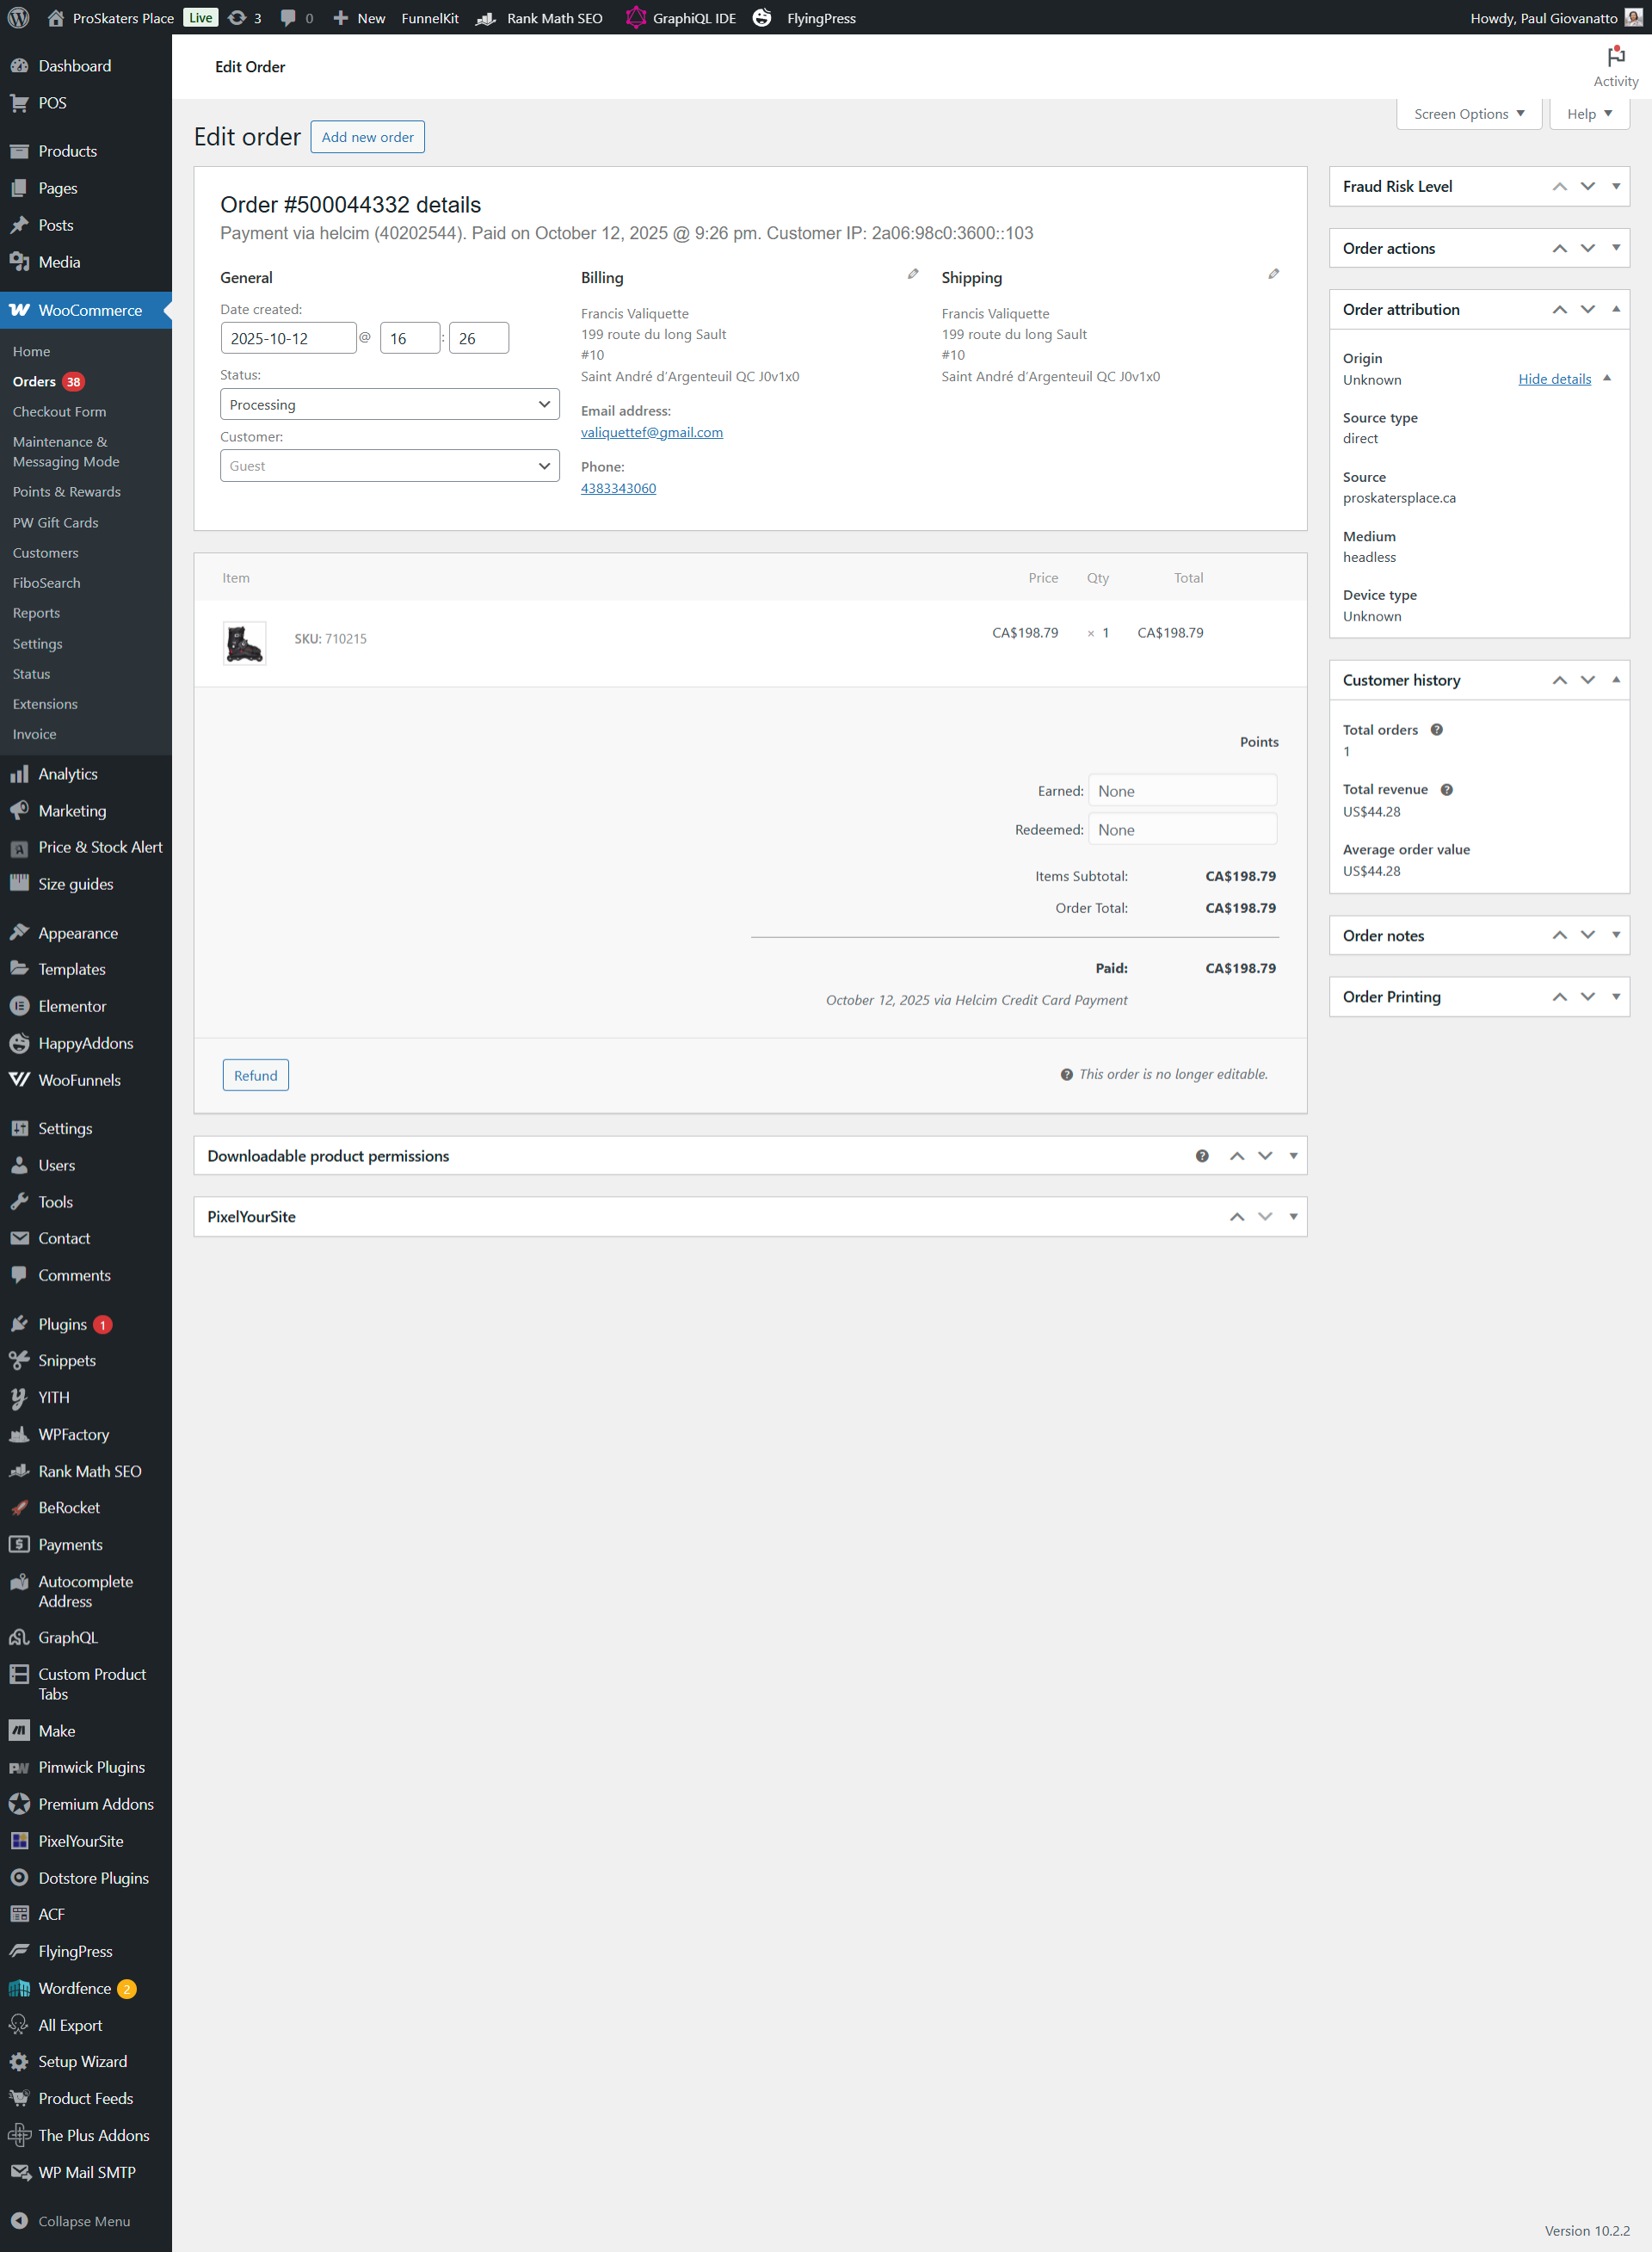 ProSkaters Place Live 3 0 New FunnelKit Rank Math SEO GraphiQL IDE FlyingPress Howdy, Paul Giovanatto
Dashboard
POS
Products
Pages
Posts
Media
WooCommerce
Home
Orders 38
Checkout Form
Maintenance &
Messaging Mode
Points & Rewards
PW Gift Cards
Customers
FiboSearch
Reports
Settings
Status
Extensions
Invoice
Analytics
Marketing
Price & Stock Alert
Size guides
Appearance
Templates
Elementor
HappyAddons
WooFunnels
Settings
Users
Tools
Contact
Comments
Plugins 1
Snippets
YITH
WPFactory
Rank Math SEO
BeRocket
Payments
Autocomplete
Address
GraphQL
Custom Product
Tabs
Make
Pimwick Plugins
Premium Addons
PixelYourSite
Dotstore Plugins
ACF
FlyingPress
Wordfence 2
All Export
Setup Wizard
Product Feeds
The Plus Addons
WP Mail SMTP
Collapse Menu
Edit Order
Activity
Screen Options
Help
Edit order
Add new order
Order #500044332 details
Payment via helcim (40202544). Paid on October 12, 2025 @ 9:26 pm. Customer IP: 2a06:98c0:3600::103
General
Date created:
2025-10-12 @ 16 : 26
Status:
Processing
Customer:
Guest
Billing
Francis Valiquette
199 route du long Sault
#10
Saint André d'Argenteuil QC J0v1x0
Email address:
valiquettef@gmail.com
Phone:
4383343060
Shipping
Francis Valiquette
199 route du long Sault
#10
Saint André d'Argenteuil QC J0v1x0
Item Price Qty Total
SKU: 710215 CA$198.79 × 1 CA$198.79
Points
Earned: None
Redeemed: None
Items Subtotal: CA$198.79
Order Total: CA$198.79
Paid: CA$198.79
October 12, 2025 via Helcim Credit Card Payment
Refund
This order is no longer editable.
Downloadable product permissions
PixelYourSite
Fraud Risk Level
Order actions
Order attribution
Origin
Unknown
Hide details
Source type
direct
Source
proskatersplace.ca
Medium
headless
Device type
Unknown
Customer history
Total orders
1
Total revenue
US$44.28
Average order value
US$44.28
Order notes
Order Printing
Version 10.2.2